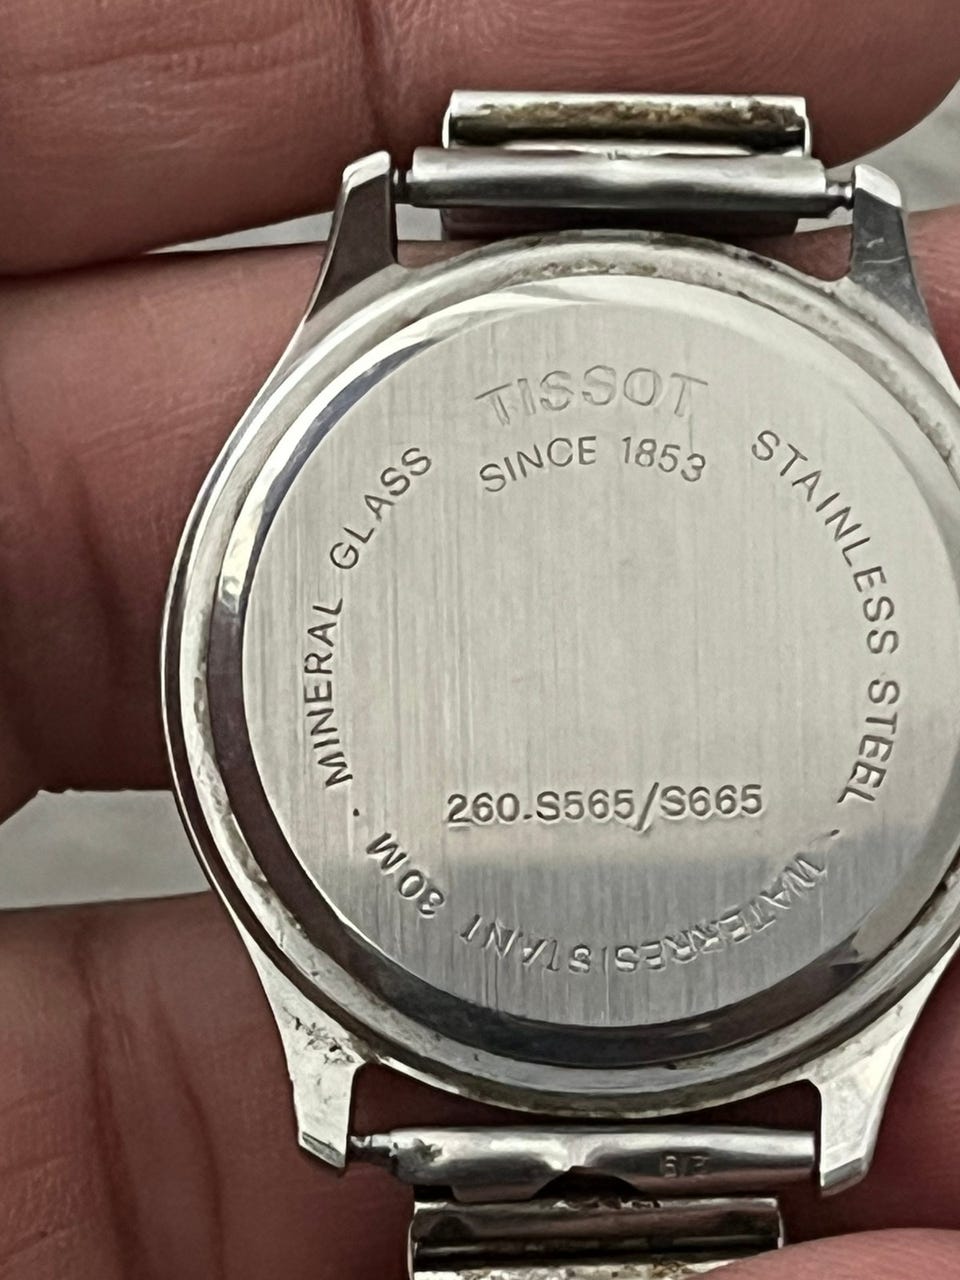 TISSOT
SINCE 1853
MINERAL GLASS
STAINLESS STEEL · WATERRESISTANT 30M ·
260.S565/S665